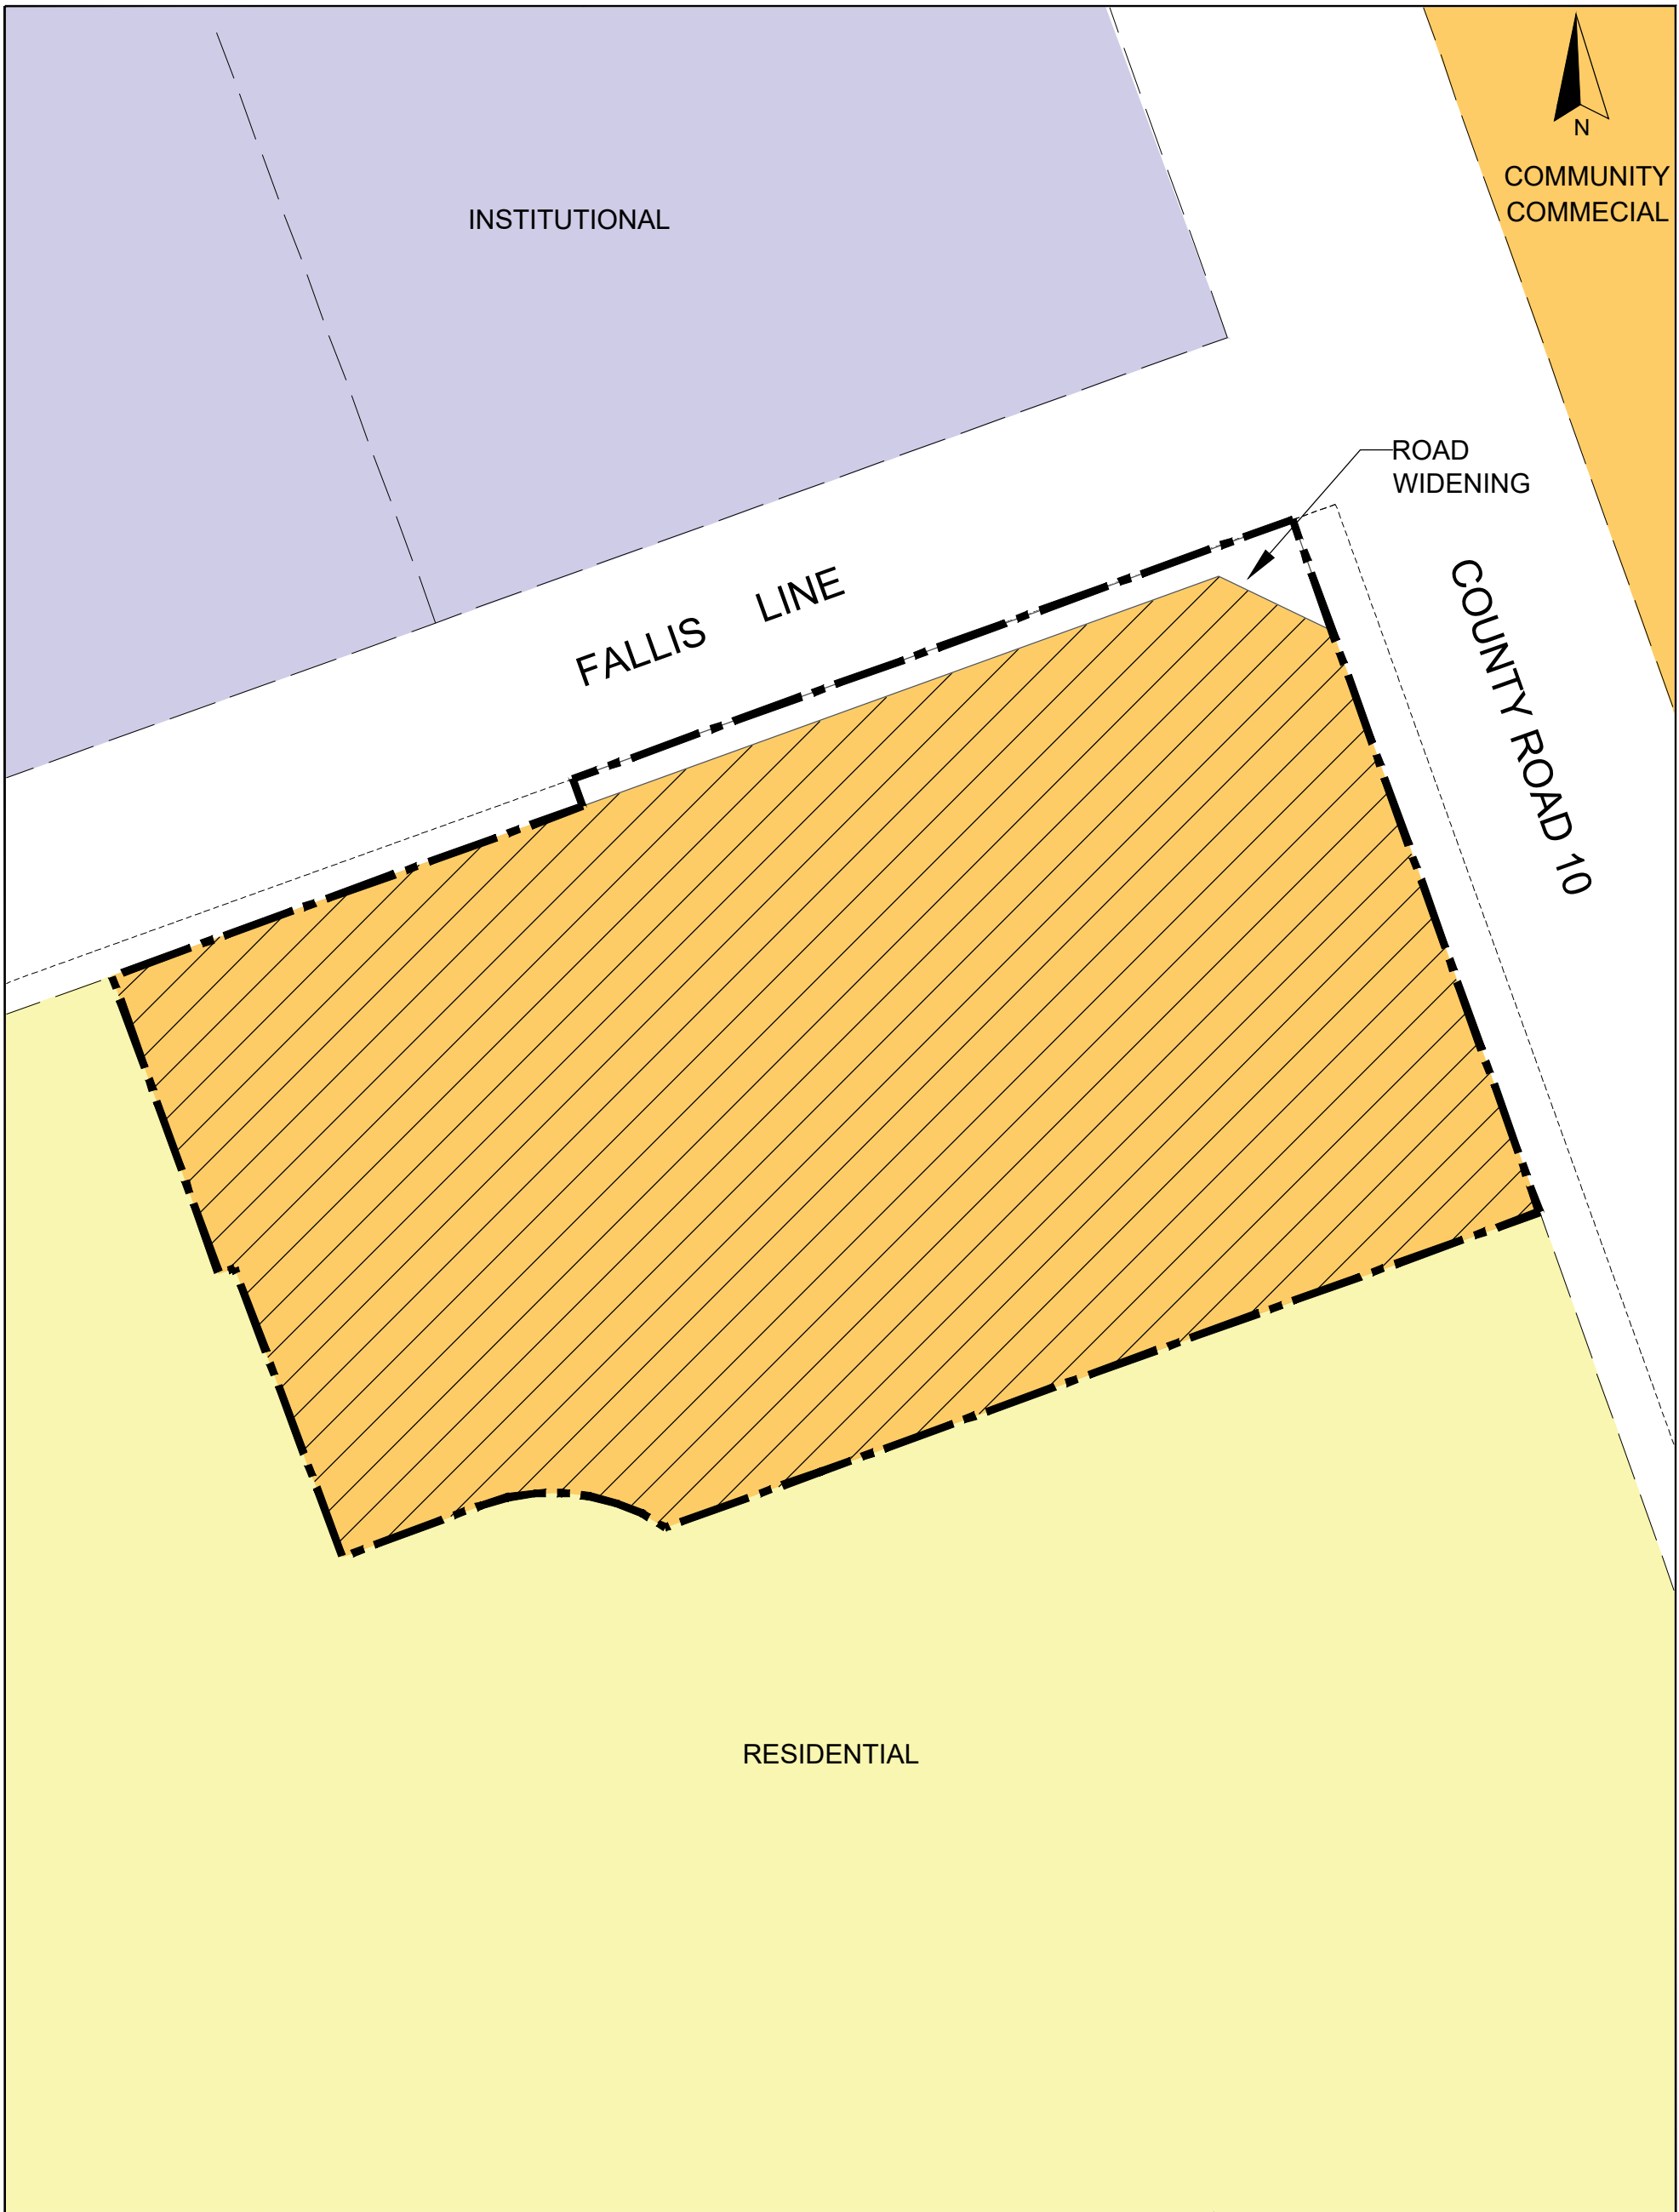 N
COMMUNITY
COMMECIAL
INSTITUTIONAL
ROAD
WIDENING
FALLIS LINE
COUNTY ROAD 10
RESIDENTIAL